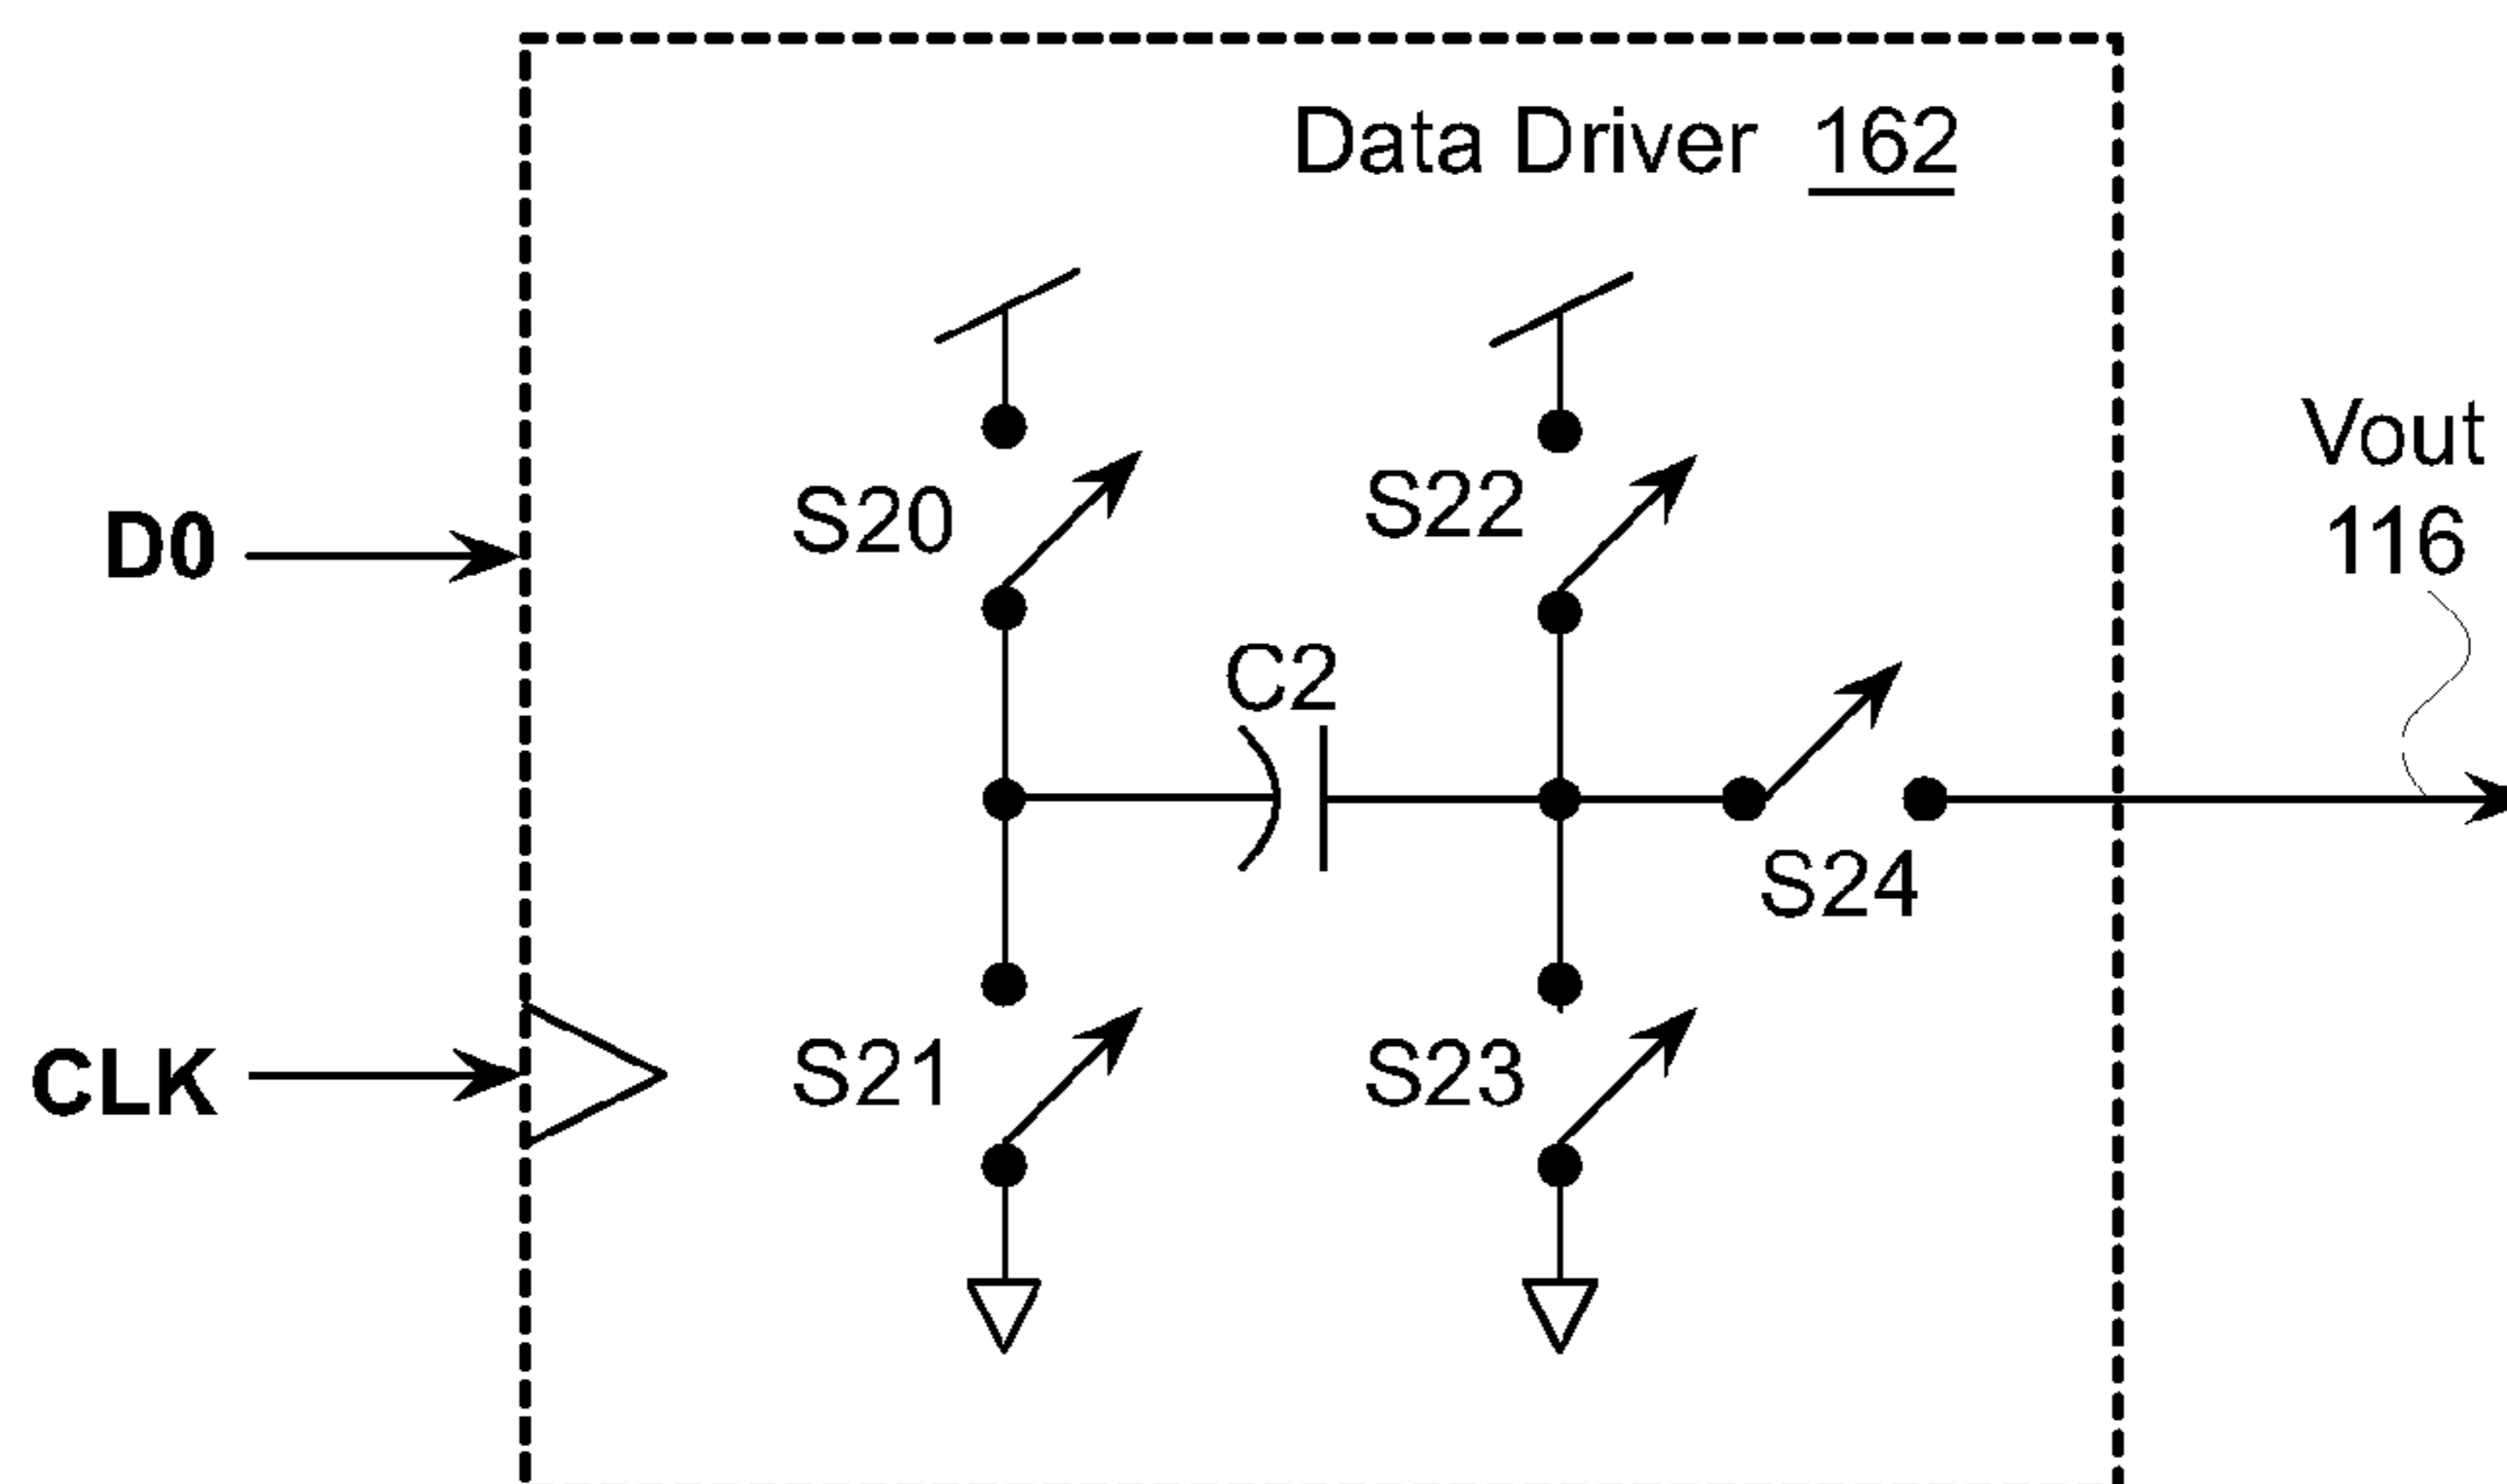 Data Driver 162
Vout
116
D0
S20
S22
C2
S24
CLK
S21
S23